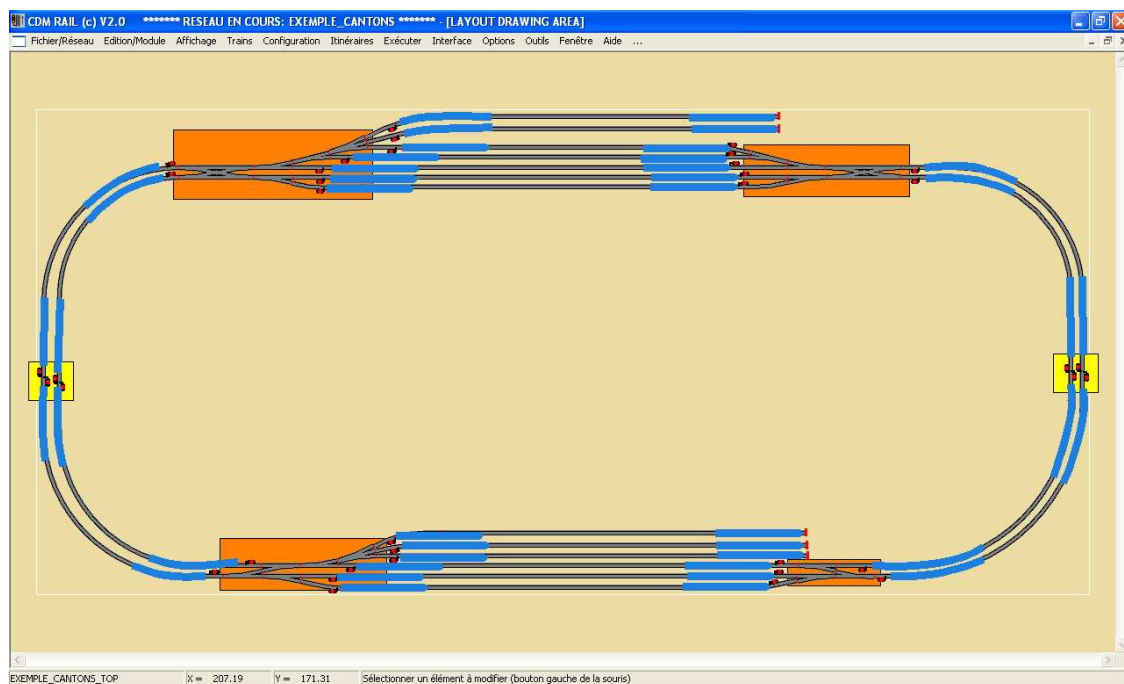 CDM RAIL (c) V2.0 ******* RESEAU EN COURS: EXEMPLE_CANTONS ******* - [LAYOUT DRAWING AREA]
Fichier/Réseau Edition/Module Affichage Trains Configuration Itinéraires Exécuter Interface Options Outils Fenêtre Aide ...
EXEMPLE_CANTONS_TOP X = 207.19 Y = 171.31 Sélectionner un élément à modifier (bouton gauche de la souris)